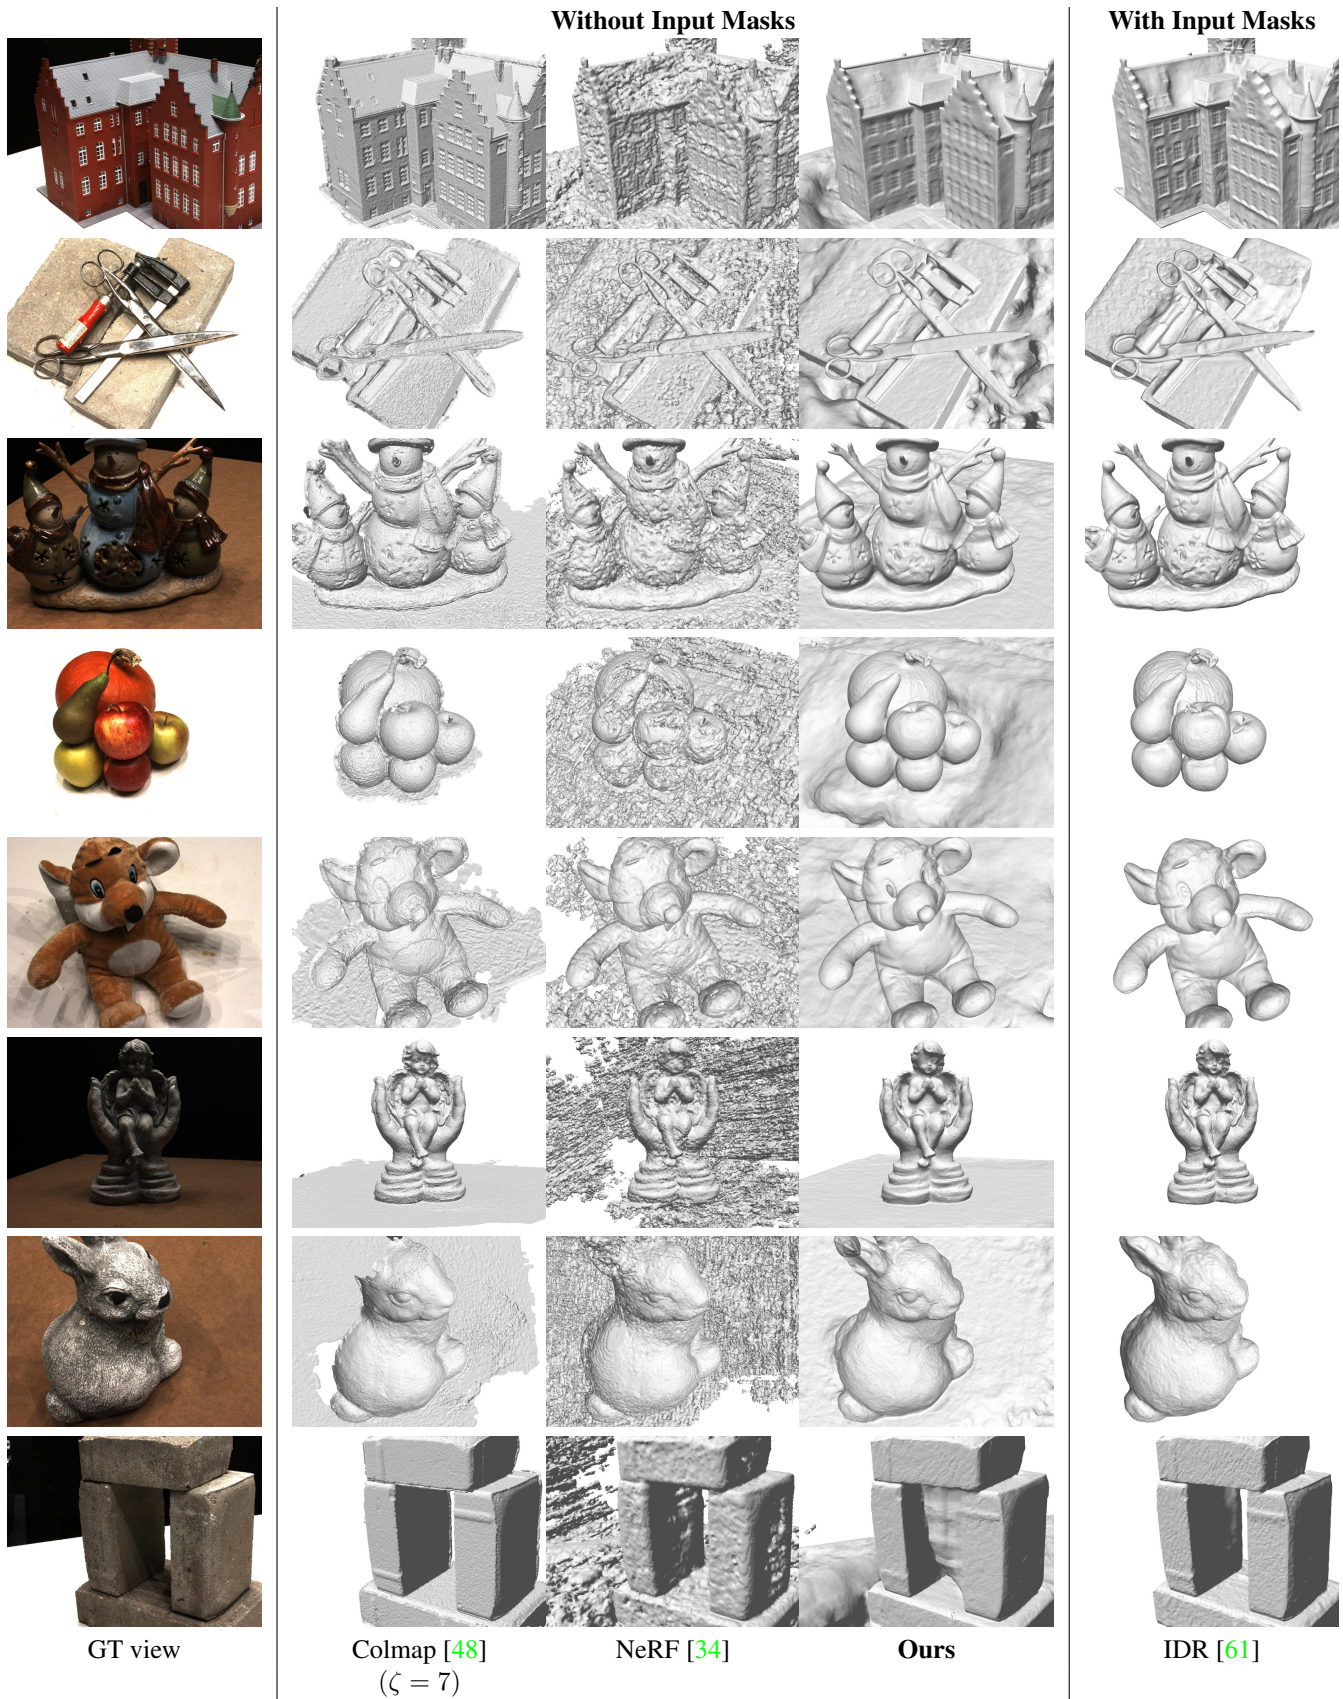 Without Input Masks
With Input Masks
GT view
Colmap [48]
(ζ = 7)
NeRF [34]
Ours
IDR [61]